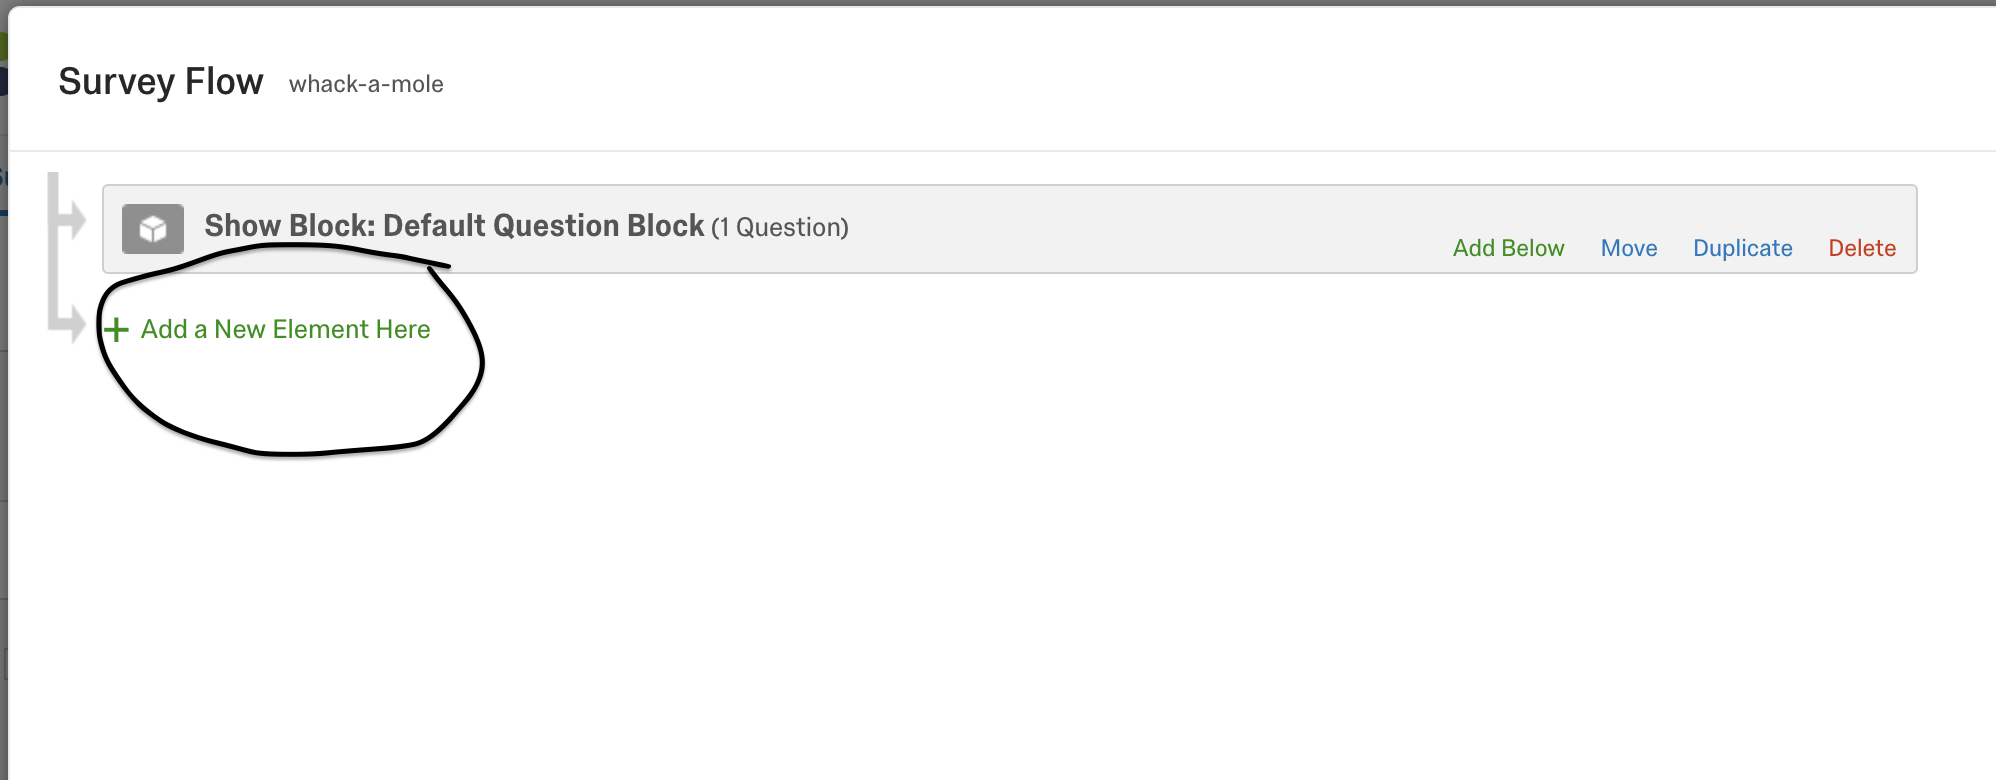 Survey Flow whack-a-mole
Show Block: Default Question Block (1 Question)
Add Below Move Duplicate Delete
+ Add a New Element Here